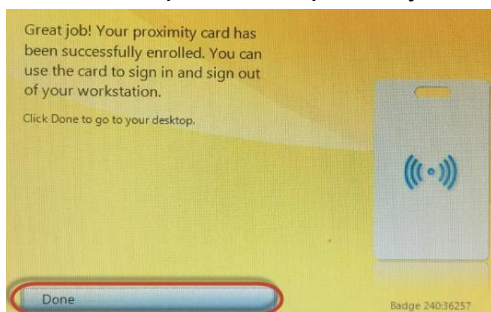 Great job! Your proximity card has
been successfully enrolled. You can
use the card to sign in and sign out
of your workstation.
Click Done to go to your desktop.
Done
Badge 240:36257